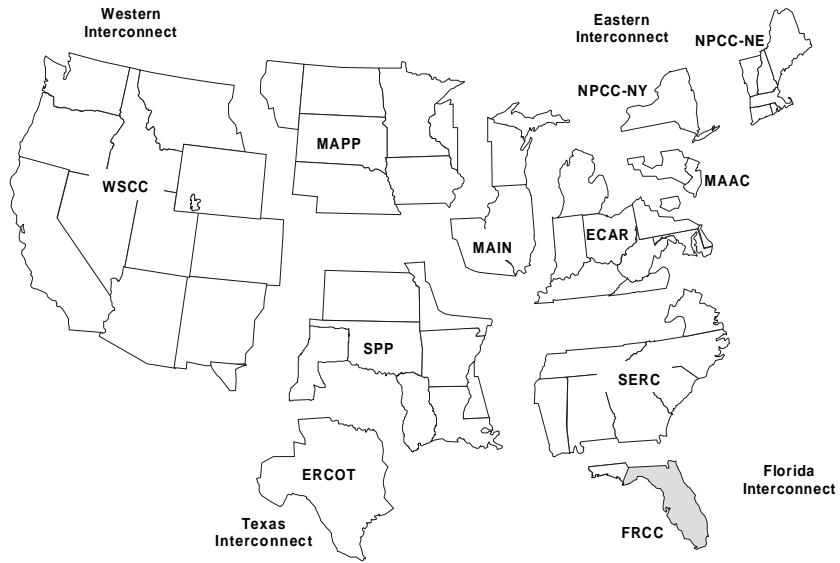 Western
Interconnect
Eastern
Interconnect
NPCC-NE
NPCC-NY
MAPP
WSCC
MAAC
MAIN
ECAR
SPP
SERC
ERCOT
Florida
Interconnect
Texas
Interconnect
FRCC